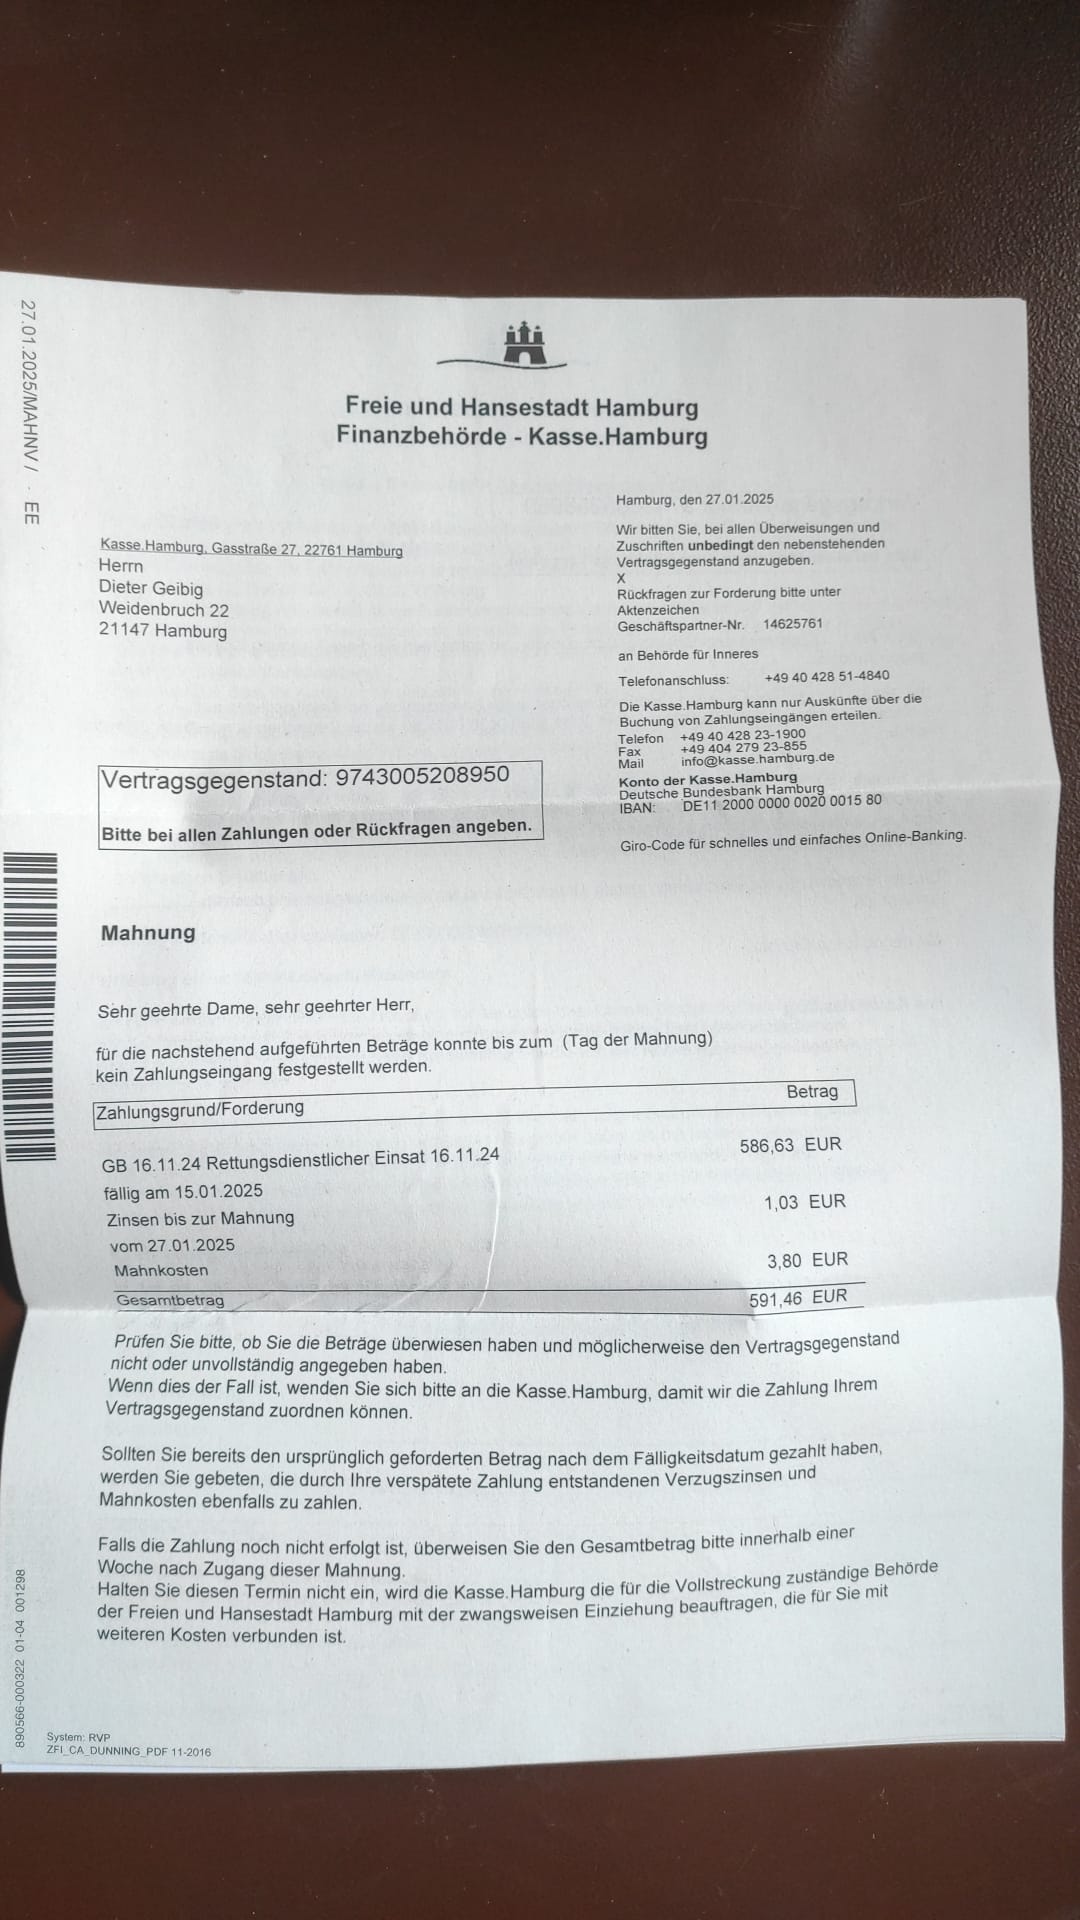 27.01.2025/MAHNV / · EE
Freie und Hansestadt Hamburg
Finanzbehörde - Kasse.Hamburg
Hamburg, den 27.01.2025
Wir bitten Sie, bei allen Überweisungen und
Zuschriften unbedingt den nebenstehenden
Vertragsgegenstand anzugeben.
X
Rückfragen zur Forderung bitte unter
Aktenzeichen
Geschäftspartner-Nr. 14625761
an Behörde für Inneres
Telefonanschluss: +49 40 428 51-4840
Die Kasse.Hamburg kann nur Auskünfte über die
Buchung von Zahlungseingängen erteilen.
Telefon +49 40 428 23-1900
Fax +49 404 279 23-855
Mail info@kasse.hamburg.de
Konto der Kasse.Hamburg
Deutsche Bundesbank Hamburg
IBAN: DE11 2000 0000 0020 0015 80
Giro-Code für schnelles und einfaches Online-Banking.
Kasse.Hamburg, Gasstraße 27, 22761 Hamburg
Herrn
Dieter Geibig
Weidenbruch 22
21147 Hamburg
Vertragsgegenstand: 9743005208950
Bitte bei allen Zahlungen oder Rückfragen angeben.
Mahnung
Sehr geehrte Dame, sehr geehrter Herr,
für die nachstehend aufgeführten Beträge konnte bis zum (Tag der Mahnung)
kein Zahlungseingang festgestellt werden.
Zahlungsgrund/Forderung Betrag
GB 16.11.24 Rettungsdienstlicher Einsat 16.11.24 586,63 EUR
fällig am 15.01.2025
Zinsen bis zur Mahnung 1,03 EUR
vom 27.01.2025
Mahnkosten 3,80 EUR
Gesamtbetrag 591,46 EUR
Prüfen Sie bitte, ob Sie die Beträge überwiesen haben und möglicherweise den Vertragsgegenstand
nicht oder unvollständig angegeben haben.
Wenn dies der Fall ist, wenden Sie sich bitte an die Kasse.Hamburg, damit wir die Zahlung Ihrem
Vertragsgegenstand zuordnen können.
Sollten Sie bereits den ursprünglich geforderten Betrag nach dem Fälligkeitsdatum gezahlt haben,
werden Sie gebeten, die durch Ihre verspätete Zahlung entstandenen Verzugszinsen und
Mahnkosten ebenfalls zu zahlen.
Falls die Zahlung noch nicht erfolgt ist, überweisen Sie den Gesamtbetrag bitte innerhalb einer
Woche nach Zugang dieser Mahnung.
Halten Sie diesen Termin nicht ein, wird die Kasse.Hamburg die für die Vollstreckung zuständige Behörde
der Freien und Hansestadt Hamburg mit der zwangsweisen Einziehung beauftragen, die für Sie mit
weiteren Kosten verbunden ist.
890566-000322 01-04 001298
System: RVP
ZFI_CA_DUNNING_PDF 11-2016